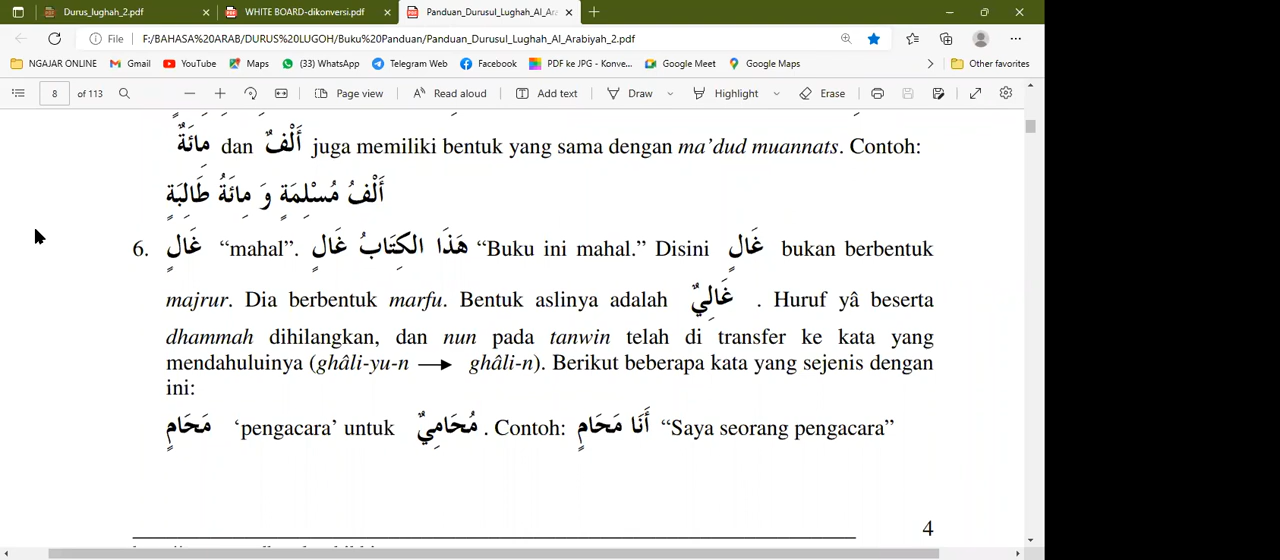 Durus_lughah_2.pdf WHITE BOARD-dikonversi.pdf Panduan_Durusul_Lughah_Al_Ara
File F:/BAHASA%20ARAB/DURUS%20LUGOH/Buku%20Panduan/Panduan_Durusul_Lughah_Al_Arabiyah_2.pdf
NGAJAR ONLINE Gmail YouTube Maps (33) WhatsApp Telegram Web Facebook PDF ke JPG - Konve... Google Meet Google Maps Other favorites
8 of 113 Page view Read aloud Add text Draw Highlight Erase
مِائَةٌ dan أَلْفٌ juga memiliki bentuk yang sama dengan ma’dud muannats. Contoh:
أَلْفُ مُسْلِمَةٍ وَ مِائَةُ طَالِبَةٍ
6. غَالٍ “mahal”. هَذَا الكِتَابُ غَالٍ “Buku ini mahal.” Disini غَالٍ bukan berbentuk
majrur. Dia berbentuk marfu. Bentuk aslinya adalah غَالِيٌ . Huruf yâ beserta
dhammah dihilangkan, dan nun pada tanwin telah di transfer ke kata yang
mendahuluinya (ghâli-yu-n → ghâli-n). Berikut beberapa kata yang sejenis dengan
ini:
مَحَامٍ ‘pengacara’ untuk مُحَامِيٌ . Contoh: أَنَا مَحَامٍ “Saya seorang pengacara”
4